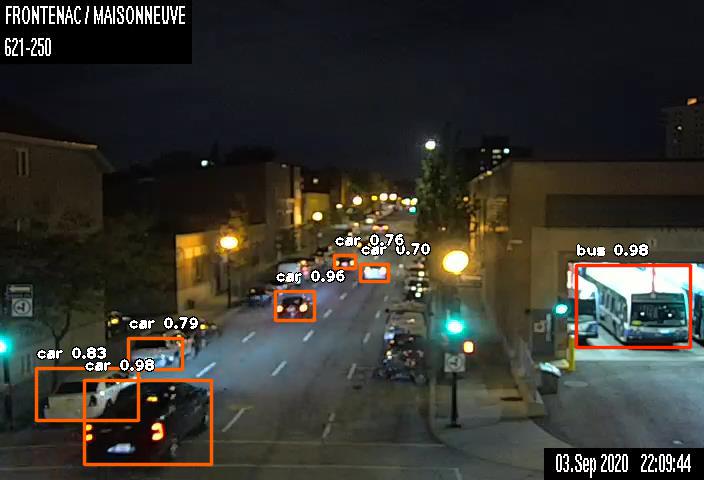 FRONTENAC / MAISONNEUVE
621-250
car 0.76
car 0.70
bus 0.98
car 0.96
car 0.79
car 0.83
car 0.98
03.Sep 2020 22:09:44